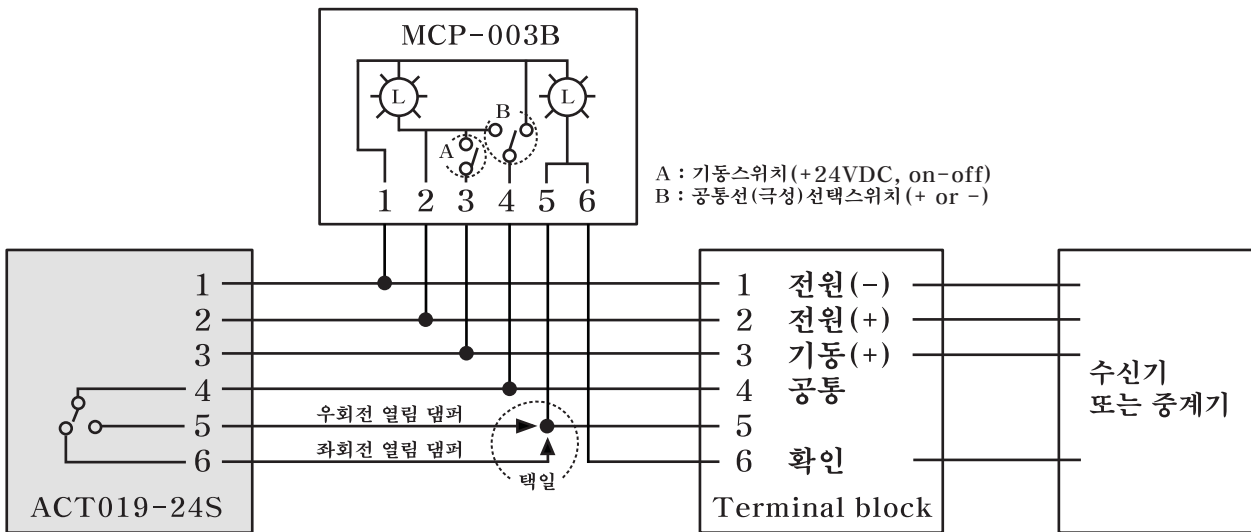 MCP-003B
L
L
B
A
1 2 3 4 5 6
A : 기동스위치(+24VDC, on-off)
B : 공통선(극성)선택스위치(+ or -)
1
2
3
4
5
6
우회전 열림 댐퍼
좌회전 열림 댐퍼
택일
ACT019-24S
1 전원(-)
2 전원(+)
3 기동(+)
4 공통
5
6 확인
Terminal block
수신기
또는 중계기